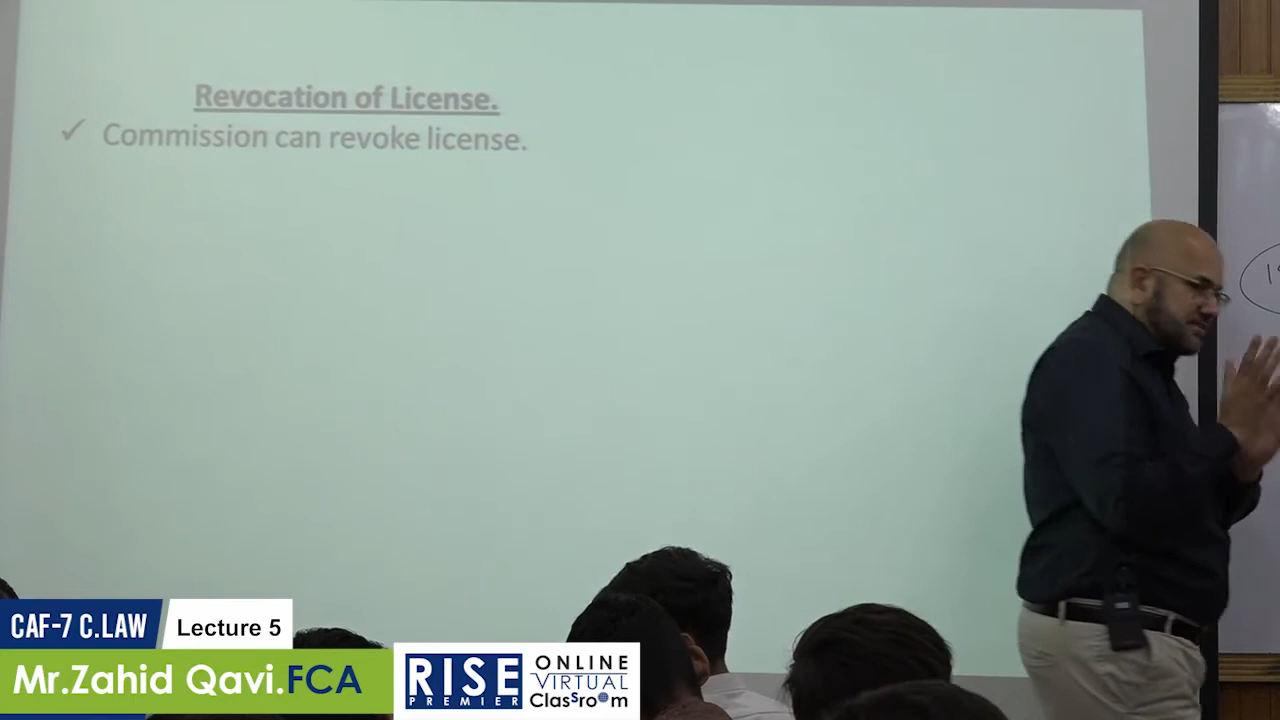 Revocation of License.
✓ Commission can revoke license.
CAF-7 C.LAW
Lecture 5
Mr.Zahid Qavi.FCA
RISE
PREMIER
ONLINE
VIRTUAL
ClasSroom